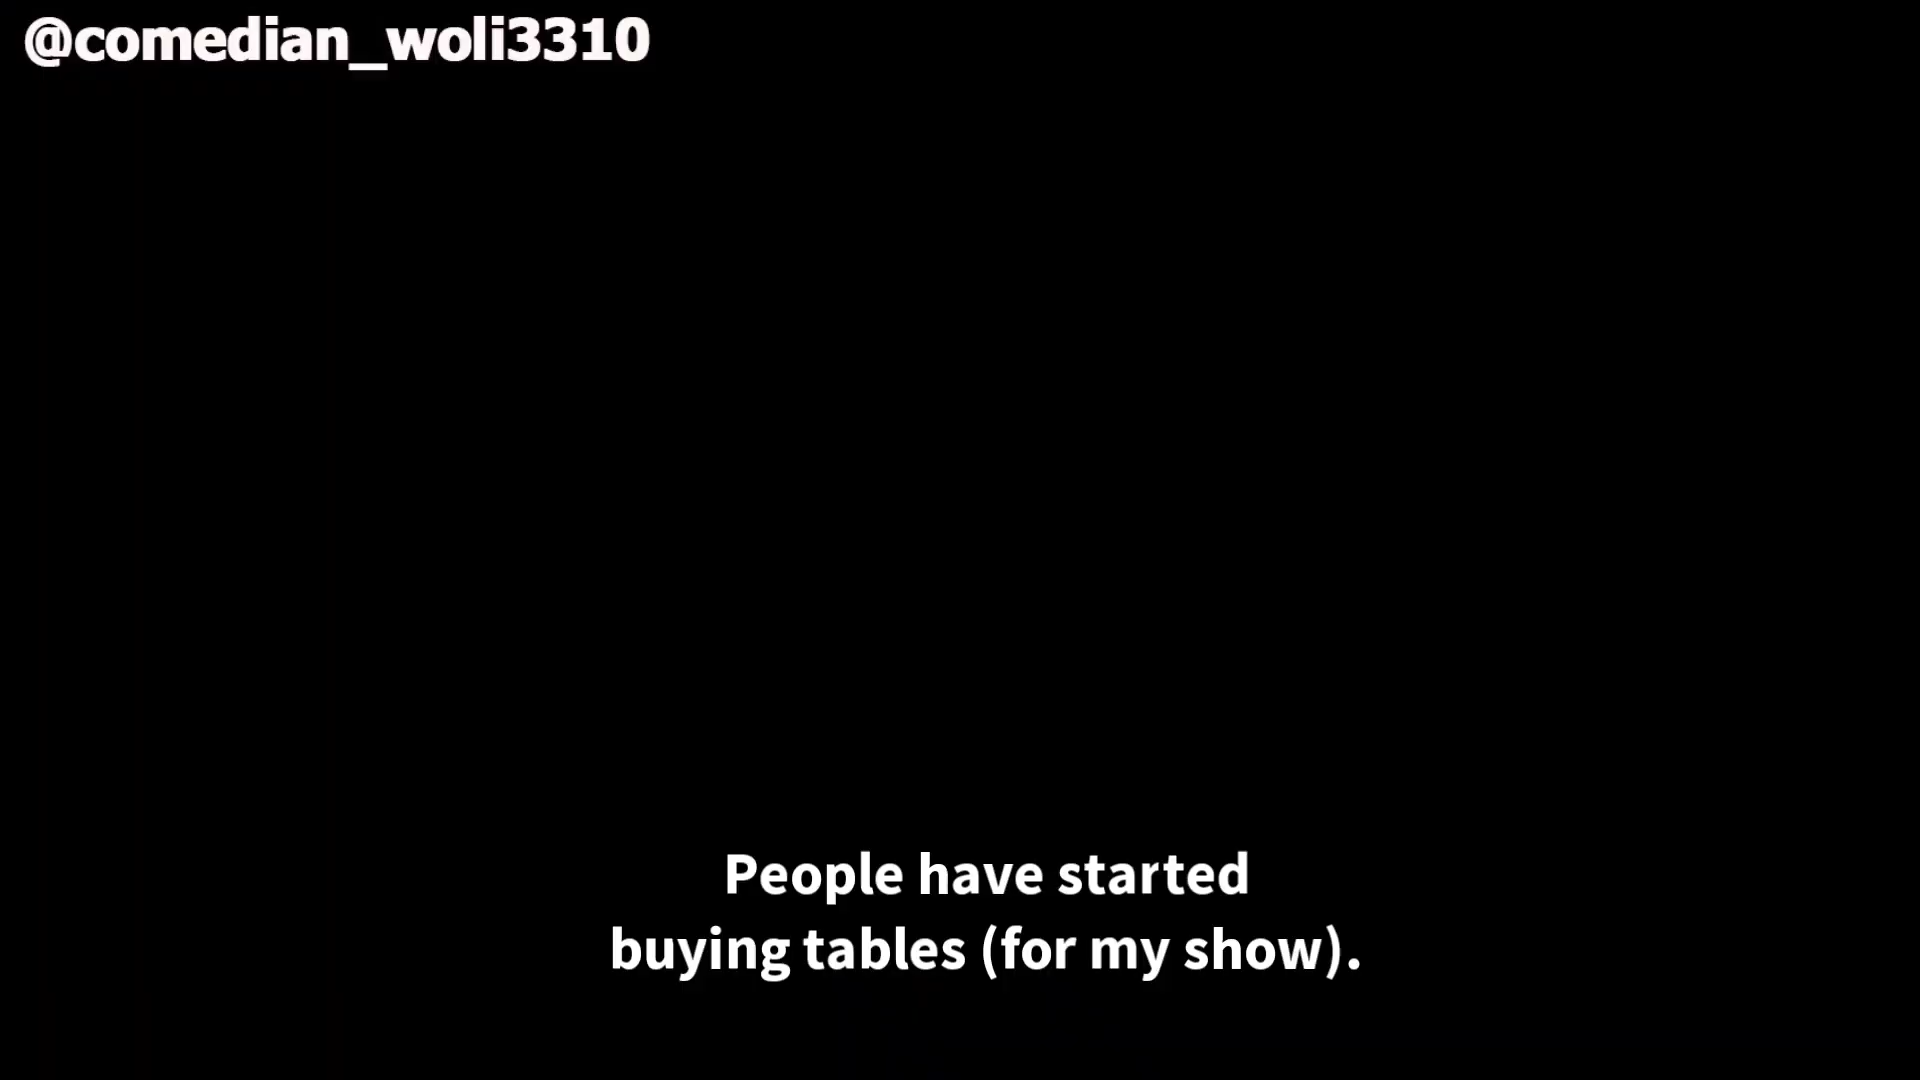 @comedian_woli3310
People have started
buying tables (for my show).